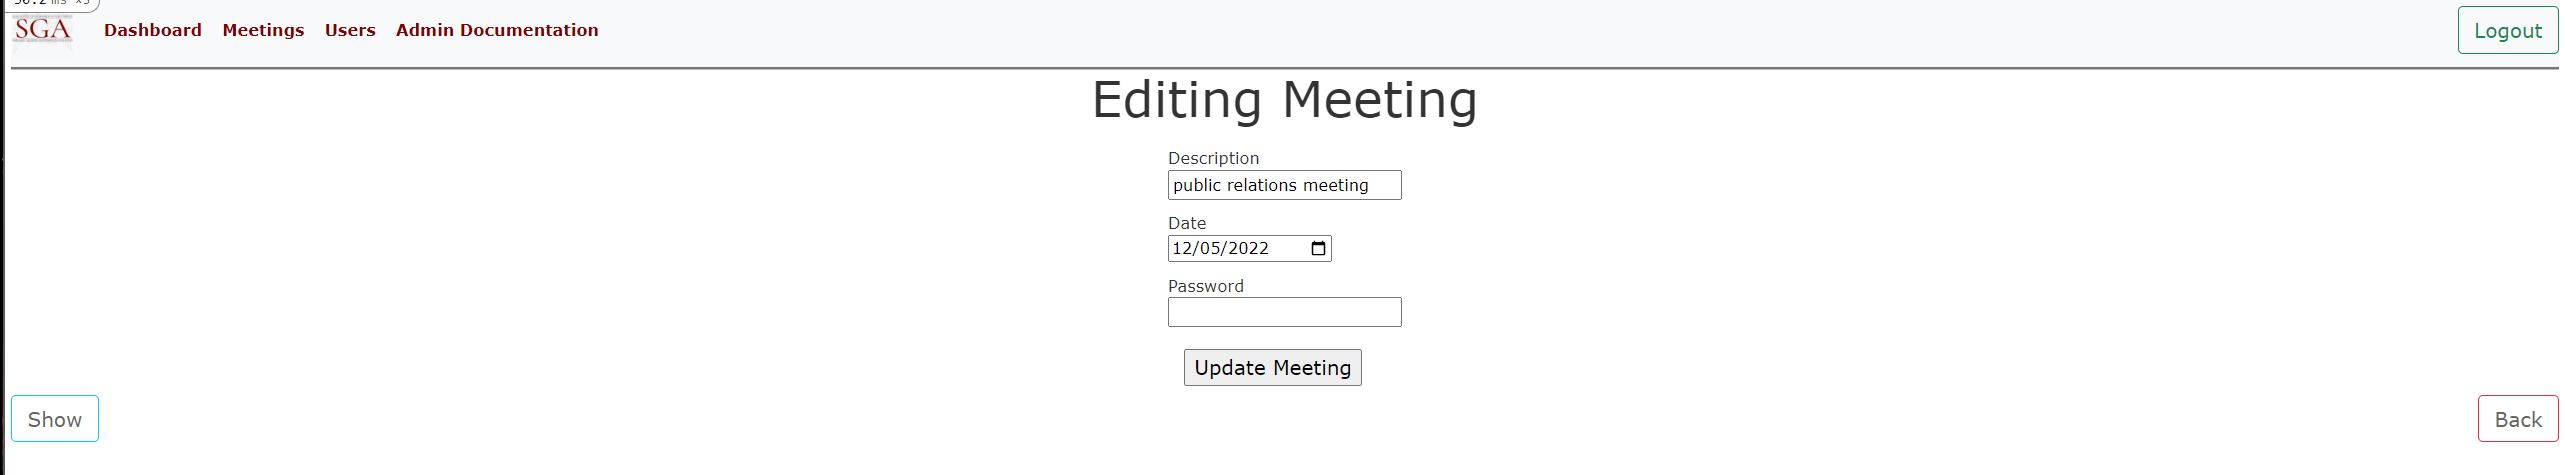 SGA Dashboard Meetings Users Admin Documentation Logout
Editing Meeting
Description
public relations meeting
Date
12/05/2022
Password
Update Meeting
Show Back